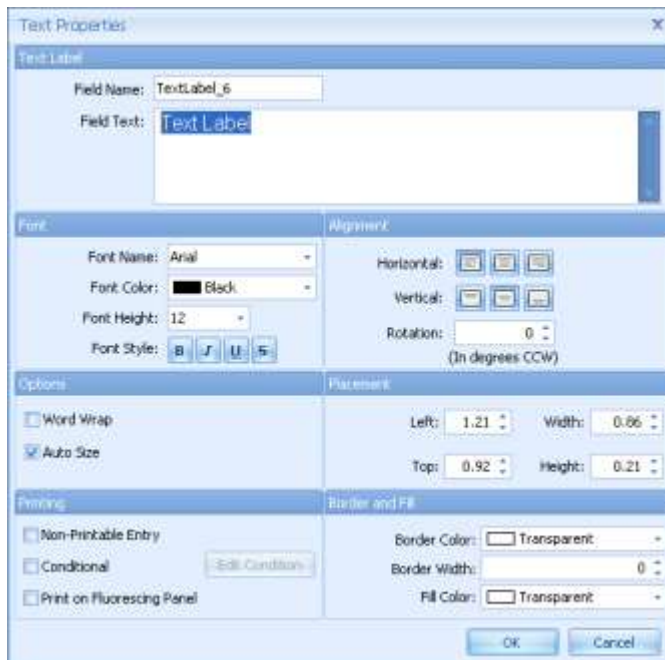 Text Properties X
Text Label
Field Name: TextLabel_6
Field Text: Text Label
Font
Font Name: Arial
Font Color: Black
Font Height: 12
Font Style: B I U S
Alignment
Horizontal:
Vertical:
Rotation: 0
(In degrees CCW)
Options
Word Wrap
Auto Size
Placement
Left: 1.21 Width: 0.86
Top: 0.92 Height: 0.21
Printing
Non-Printable Entry
Conditional Edit Condition
Print on Fluorescing Panel
Border and Fill
Border Color: Transparent
Border Width: 0
Fill Color: Transparent
OK Cancel